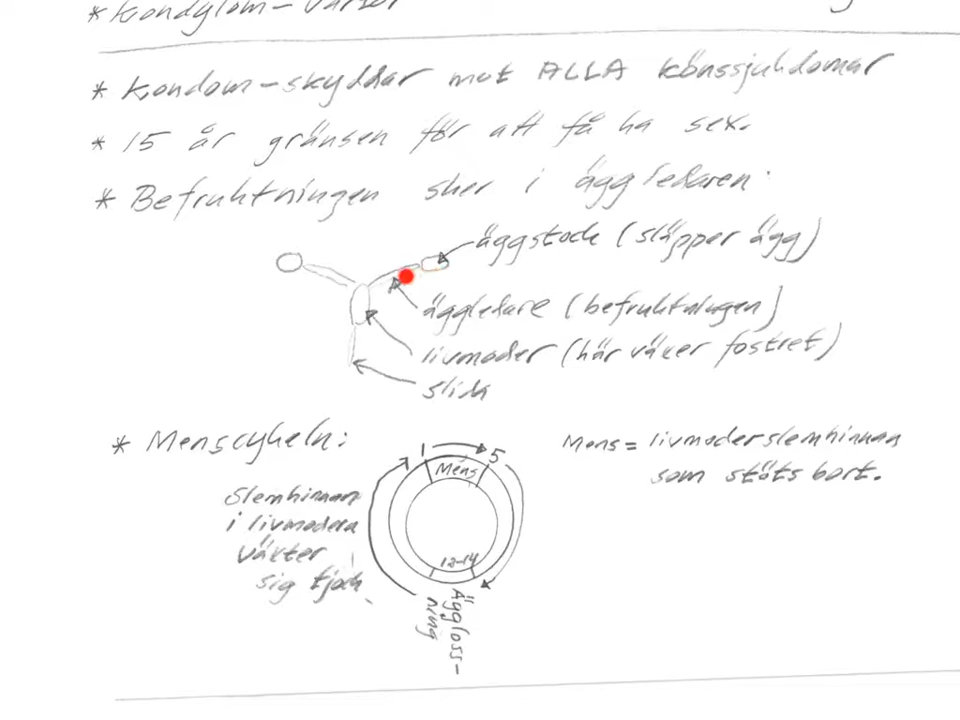 * Kondylom - vårtor
* Kondom - skyddar mot ALLA könssjukdomar
* 15 år gränsen för att få ha sex.
* Befruktningen sker i äggledaren.
äggstock (släpper ägg)
äggledare (befruktningen)
livmoder (här växer fostret)
slida
* Menscykeln:
1 5
Mens
12-14
Äggloss-
ning
Slemhinnan
i livmodern
växter
sig tjock.
Mens = livmoderslemhinnan
som stöts bort.